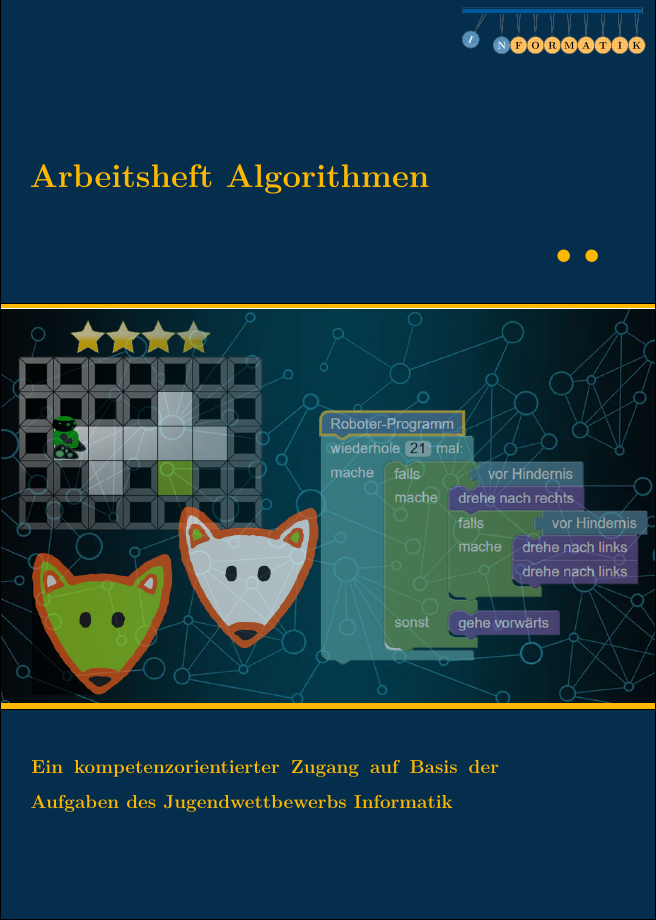 I NFORMATIK
Arbeitsheft Algorithmen
Roboter-Programm
wiederhole 21 mal:
mache falls vor Hindernis
mache drehe nach rechts
falls vor Hindernis
mache drehe nach links
drehe nach links
sonst gehe vorwärts
Ein kompetenzorientierter Zugang auf Basis der
Aufgaben des Jugendwettbewerbs Informatik